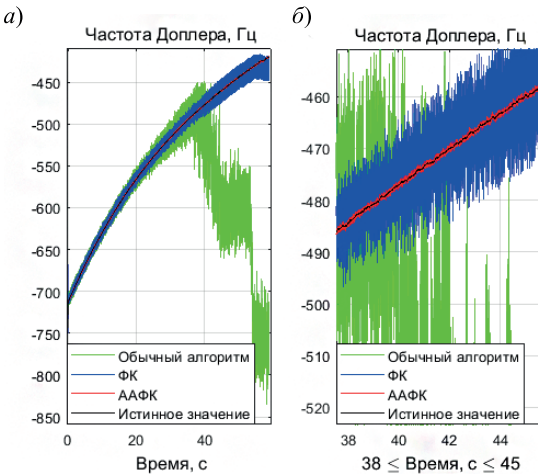 а)
Частота Доплера, Гц
-450
-500
-550
-600
-650
-700
-750
-800
-850
0
20
40
Обычный алгоритм
ФК
ААФК
Истинное значение
Время, с
б)
Частота Доплера, Гц
-460
-470
-480
-490
-500
-510
-520
38
40
42
44
Обычный алгоритм
ФК
ААФК
Истинное значение
38 ≤ Время, с ≤ 45